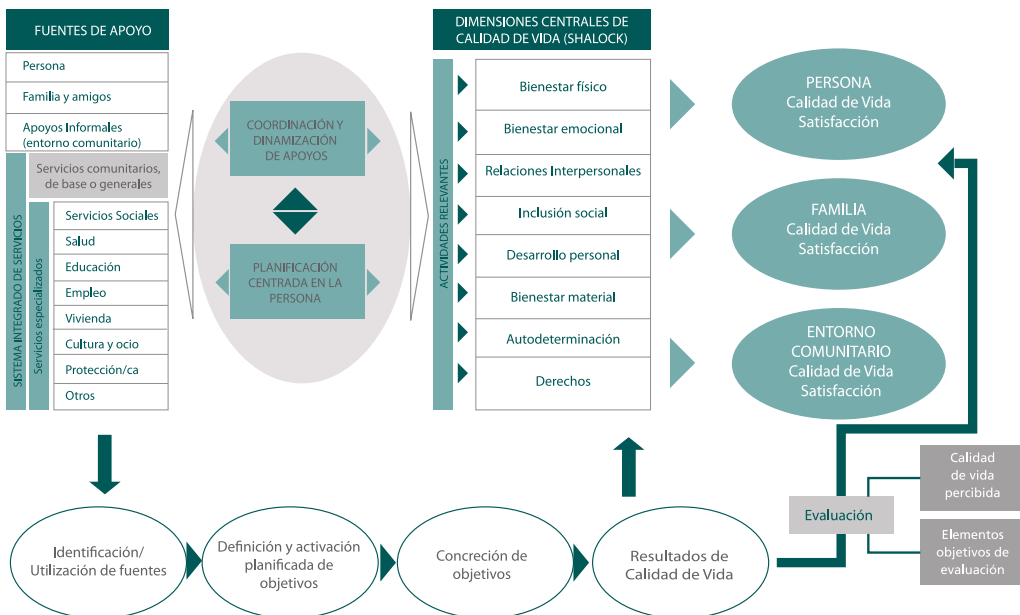 FUENTES DE APOYO
Persona
Familia y amigos
Apoyos Informales
(entorno comunitario)
SISTEMA INTEGRADO DE SERVICIOS
Servicios comunitarios,
de base o generales
Servicios especializados
Servicios Sociales
Salud
Educación
Empleo
Vivienda
Cultura y ocio
Protección/ca
Otros
COORDINACIÓN Y
DINAMIZACIÓN
DE APOYOS
PLANIFICACIÓN
CENTRADA EN LA
PERSONA
DIMENSIONES CENTRALES DE
CALIDAD DE VIDA (SHALOCK)
ACTIVIDADES RELEVANTES
Bienestar físico
Bienestar emocional
Relaciones Interpersonales
Inclusión social
Desarrollo personal
Bienestar material
Autodeterminación
Derechos
PERSONA
Calidad de Vida
Satisfacción
FAMILIA
Calidad de Vida
Satisfacción
ENTORNO
COMUNITARIO
Calidad de Vida
Satisfacción
Identificación/
Utilización de fuentes
Definición y activación
planificada de
objetivos
Concreción de
objetivos
Resultados de
Calidad de Vida
Evaluación
Calidad
de vida
percibida
Elementos
objetivos de
evaluación